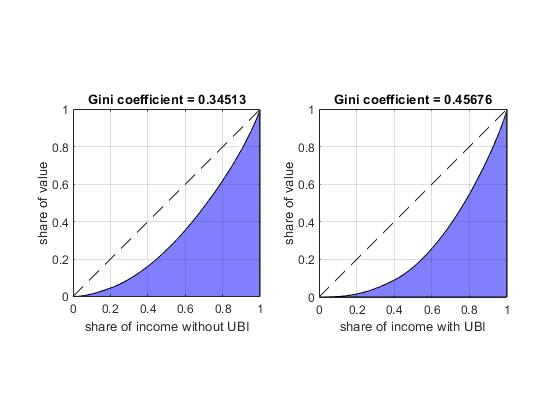 Gini coefficient = 0.34513
1
0.8
0.6
0.4
0.2
0
share of value
0 0.2 0.4 0.6 0.8 1
share of income without UBI
Gini coefficient = 0.45676
1
0.8
0.6
0.4
0.2
0
share of value
0 0.2 0.4 0.6 0.8 1
share of income with UBI